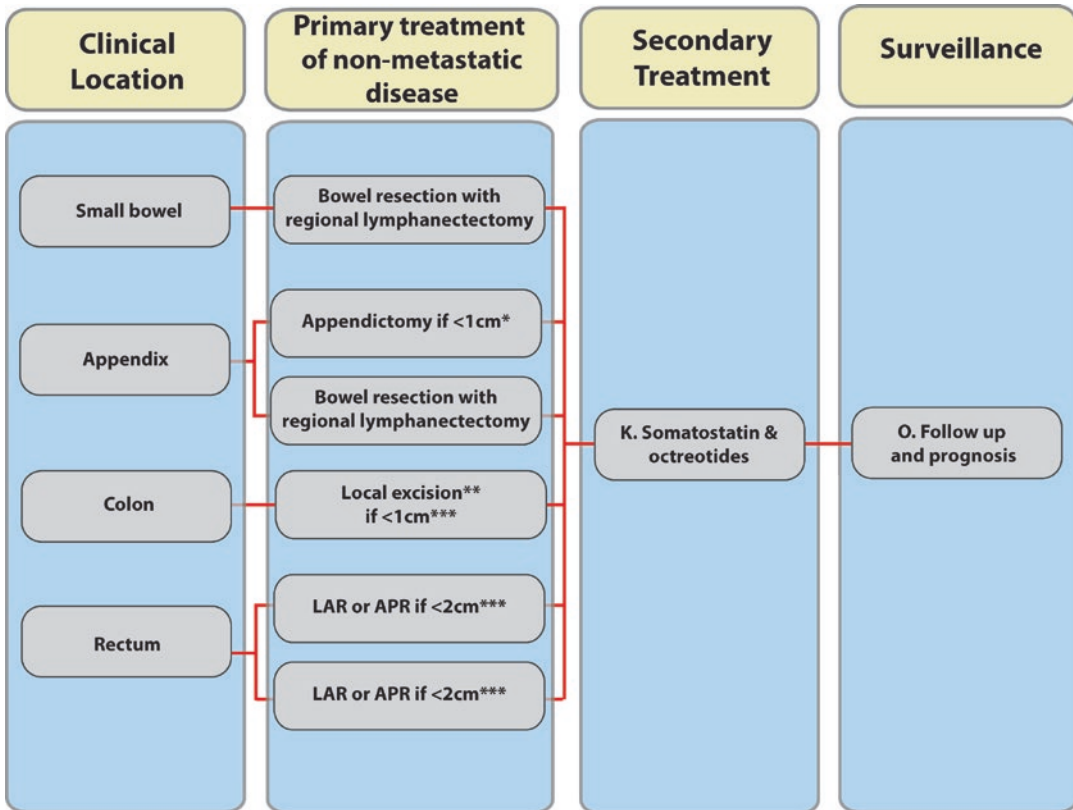 Clinical
Location
Primary treatment
of non-metastatic
disease
Secondary
Treatment
Surveillance
Small bowel
Bowel resection with
regional lymphanectectomy
Appendix
Appendictomy if <1cm*
Bowel resection with
regional lymphanectectomy
Colon
Local excision**
if <1cm***
Rectum
LAR or APR if <2cm***
LAR or APR if <2cm***
K. Somatostatin &
octreotides
O. Follow up
and prognosis